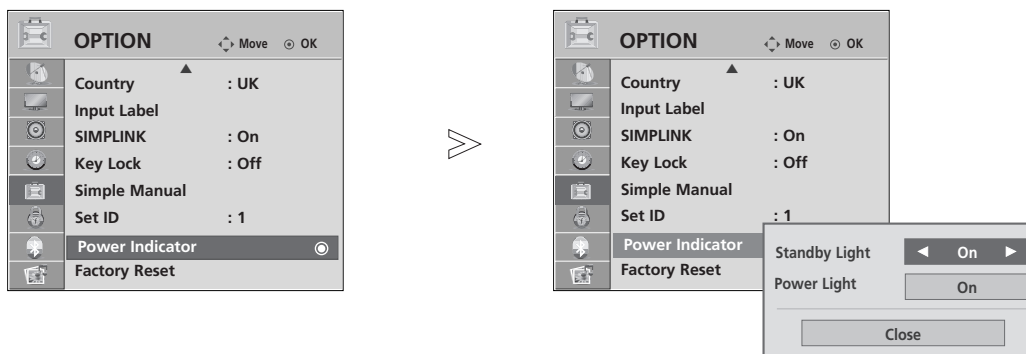 OPTION Move OK
Country : UK
Input Label
SIMPLINK : On
Key Lock : Off
Simple Manual
Set ID : 1
Power Indicator
Factory Reset
OPTION Move OK
Country : UK
Input Label
SIMPLINK : On
Key Lock : Off
Simple Manual
Set ID : 1
Power Indicator
Factory Reset
Standby Light ◀ On ▶
Power Light On
Close